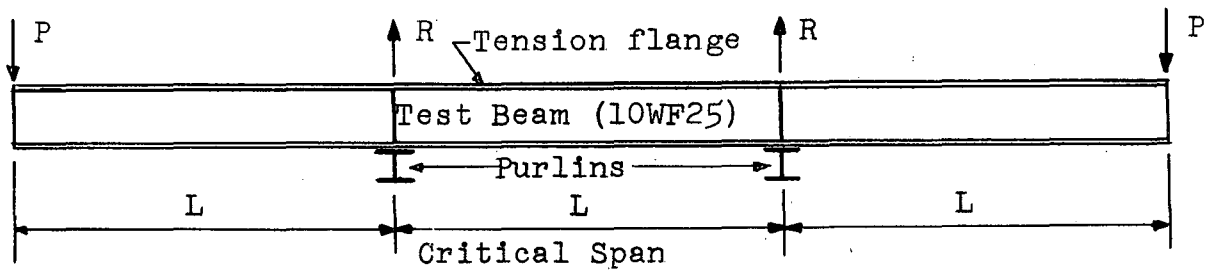 P
R
Tension flange
R
P
Test Beam (10WF25)
Purlins
L
L
L
Critical Span